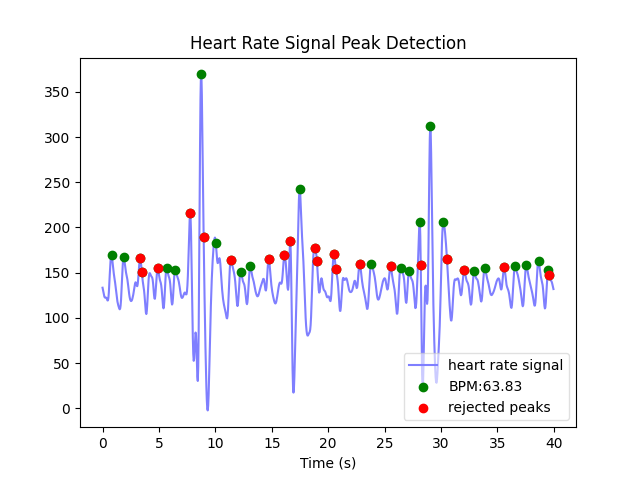 Heart Rate Signal Peak Detection
350
300
250
200
150
100
50
0
heart rate signal
BPM:63.83
rejected peaks
0 5 10 15 20 25 30 35 40
Time (s)